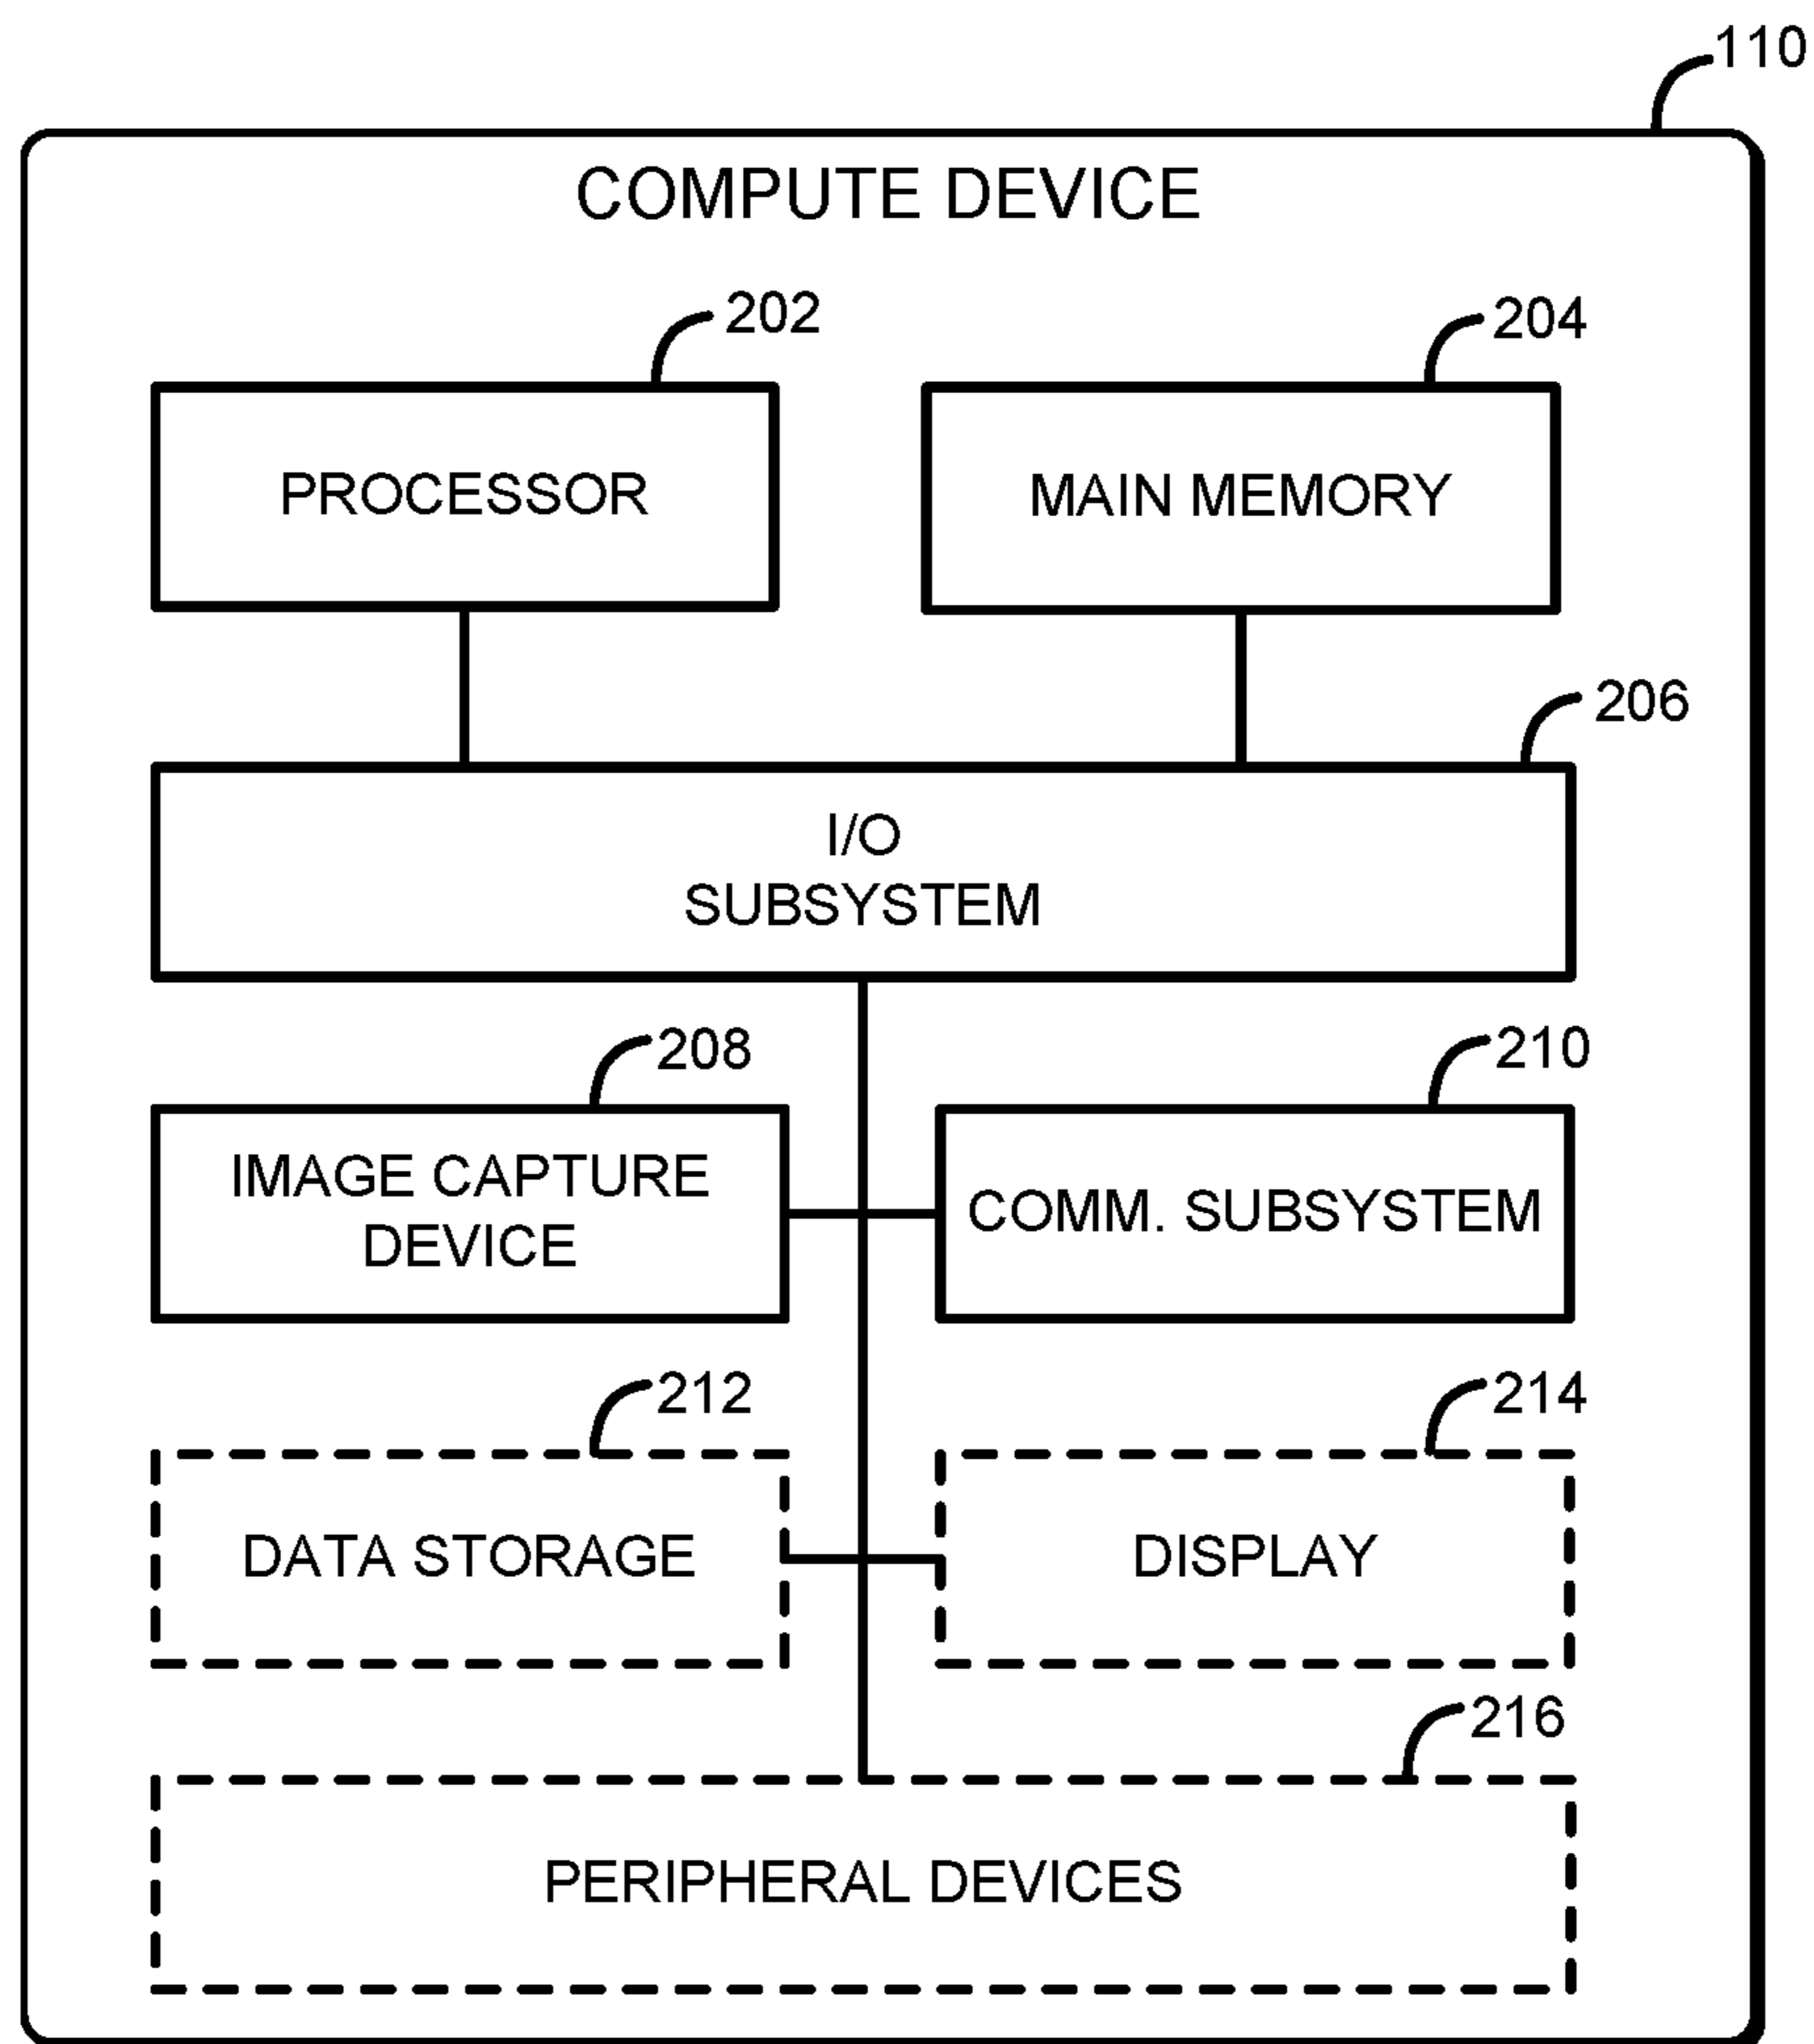 110
COMPUTE DEVICE
202
204
PROCESSOR
MAIN MEMORY
206
I/O
SUBSYSTEM
208
210
IMAGE CAPTURE
DEVICE
COMM. SUBSYSTEM
212
214
DATA STORAGE
DISPLAY
216
PERIPHERAL DEVICES